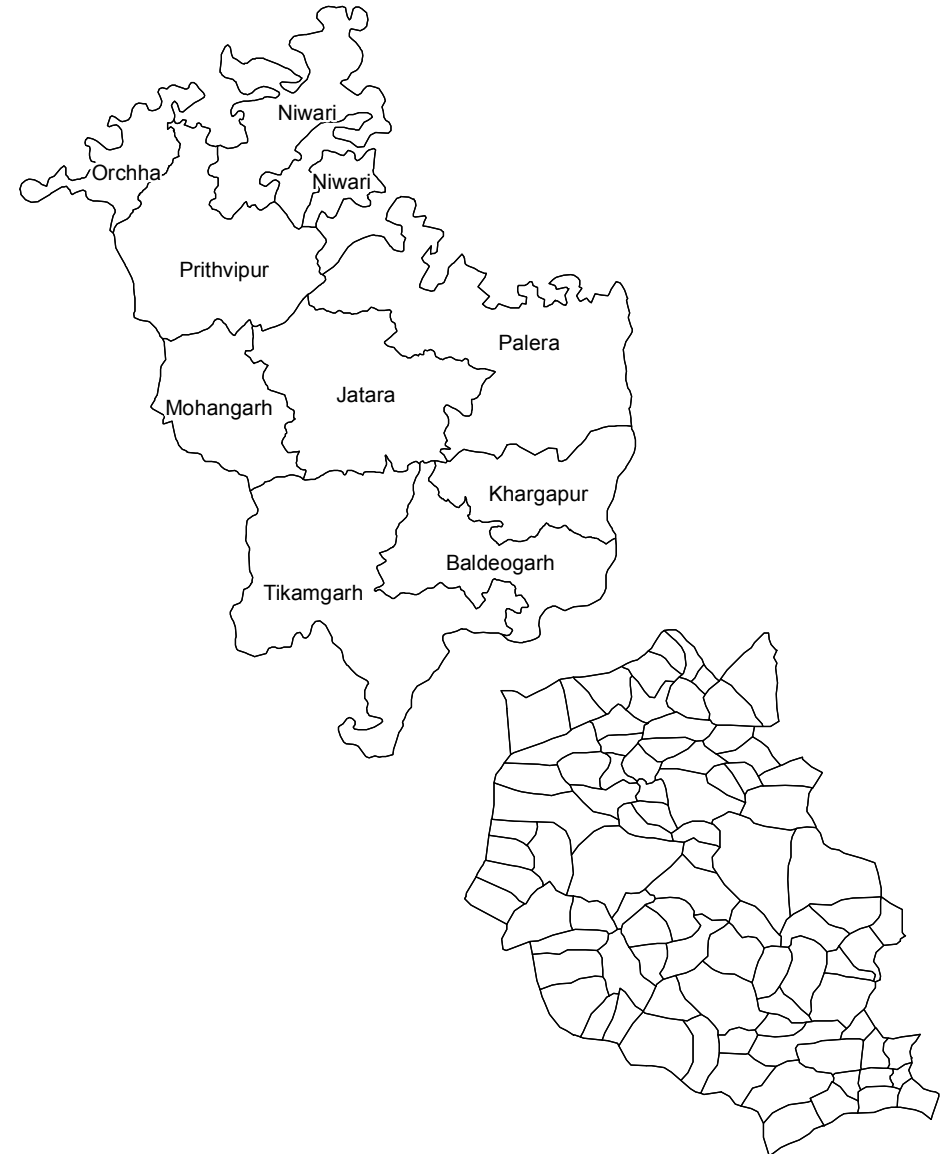 Niwari
Orchha
Niwari
Prithvipur
Palera
Jatara
Mohangarh
Khargapur
Baldeogarh
Tikamgarh